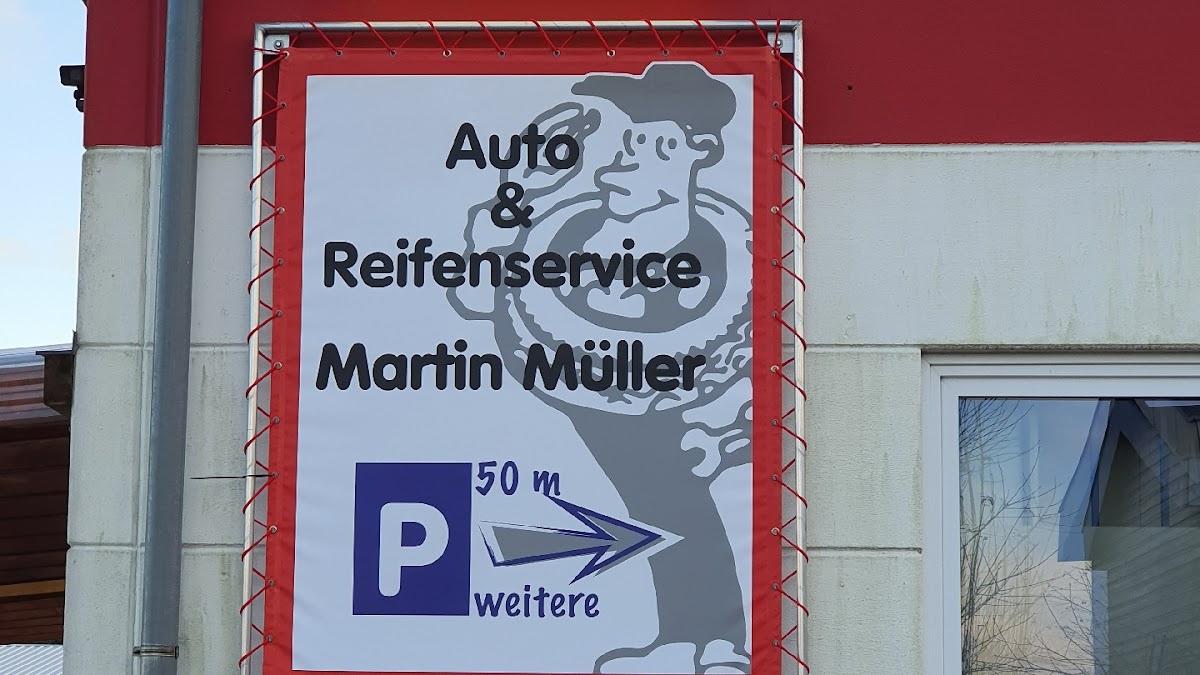 Auto
&
Reifenservice
Martin Müller
50 m
P
weitere